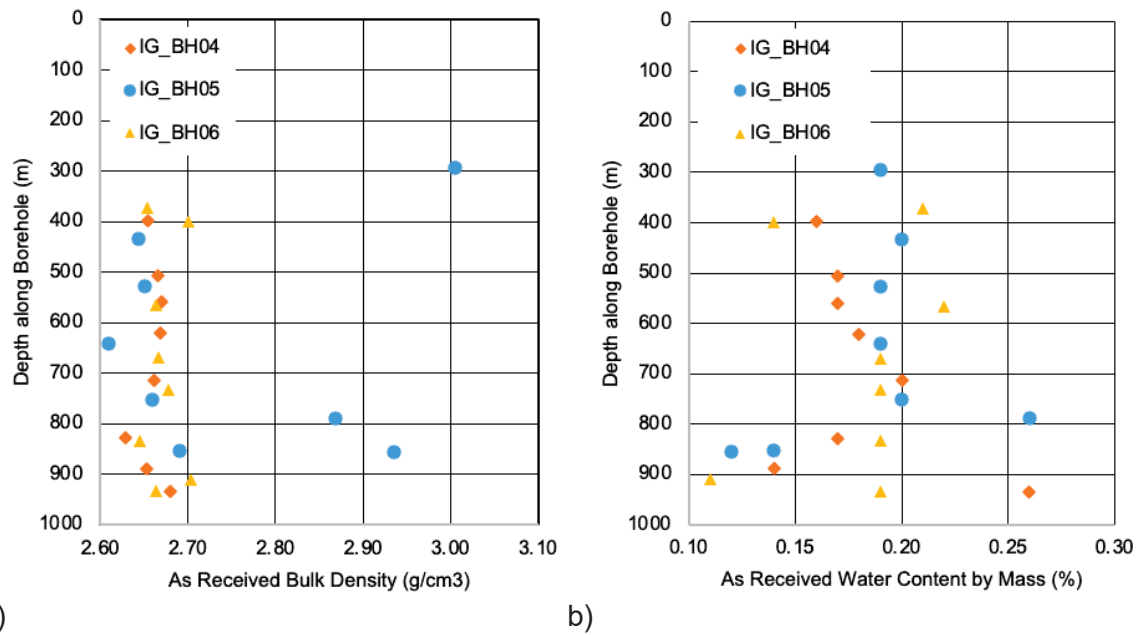 0
100
200
300
400
500
600
700
800
900
1000
Depth along Borehole (m)
IG_BH04
IG_BH05
IG_BH06
2.60 2.70 2.80 2.90 3.00 3.10
As Received Bulk Density (g/cm3)
)
0
100
200
300
400
500
600
700
800
900
1000
Depth along Borehole (m)
IG_BH04
IG_BH05
IG_BH06
0.10 0.15 0.20 0.25 0.30
As Received Water Content by Mass (%)
b)